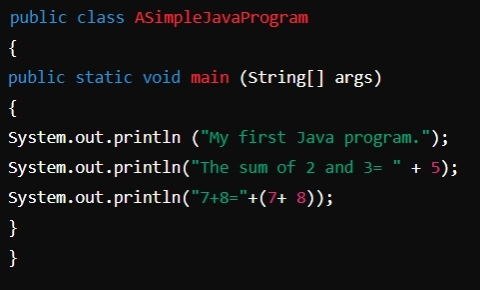 public class ASimpleJavaProgram
{
public static void main (String[] args)
{
System.out.println ("My first Java program.");
System.out.println("The sum of 2 and 3= " + 5);
System.out.println("7+8="+(7+ 8));
}
}